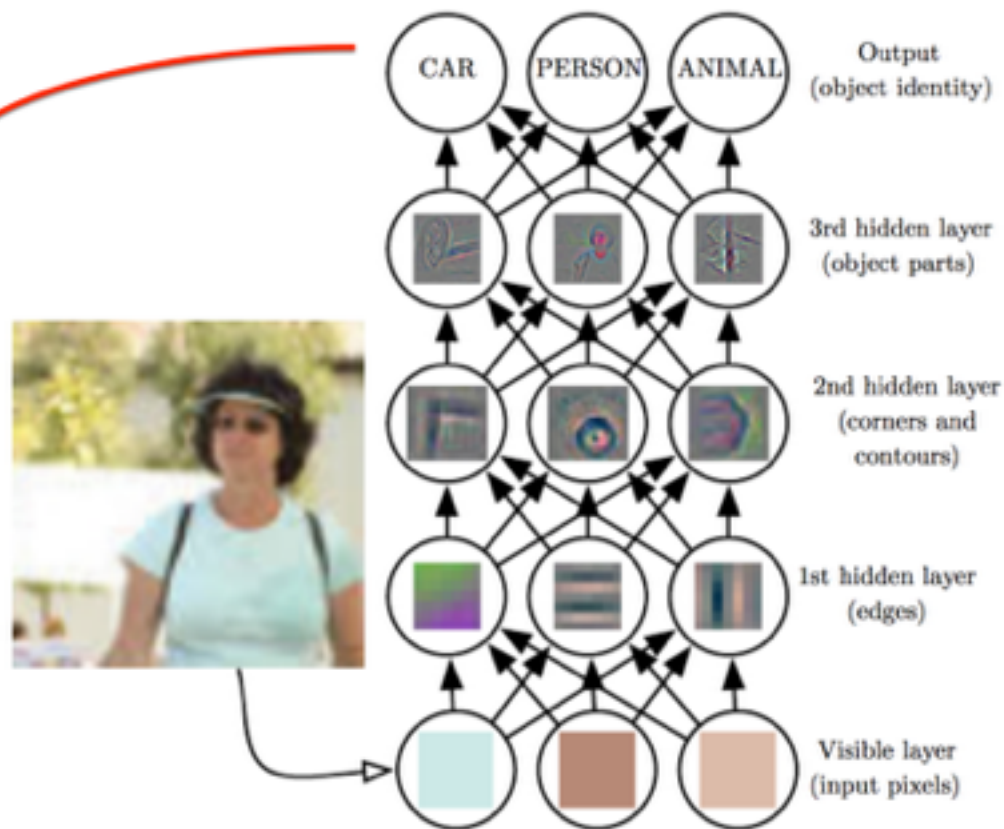 CAR PERSON ANIMAL
Output
(object identity)
3rd hidden layer
(object parts)
2nd hidden layer
(corners and
contours)
1st hidden layer
(edges)
Visible layer
(input pixels)